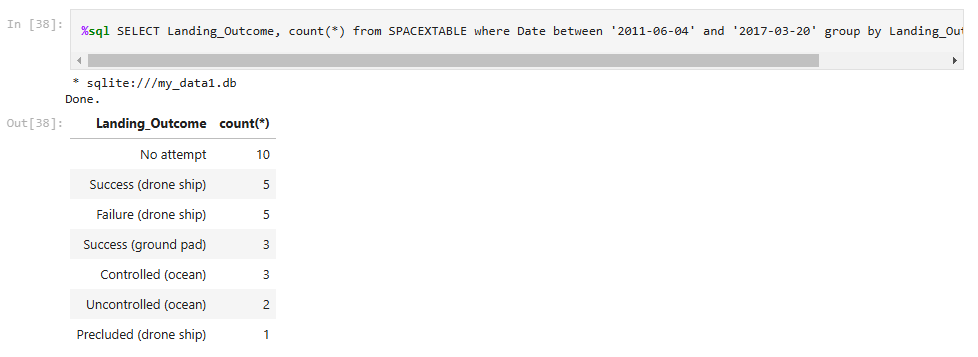 In [38]: %sql SELECT Landing_Outcome, count(*) from SPACEXTABLE where Date between '2011-06-04' and '2017-03-20' group by Landing_Out
* sqlite:///my_data1.db
Done.
Out[38]: Landing_Outcome count(*)
No attempt 10
Success (drone ship) 5
Failure (drone ship) 5
Success (ground pad) 3
Controlled (ocean) 3
Uncontrolled (ocean) 2
Precluded (drone ship) 1